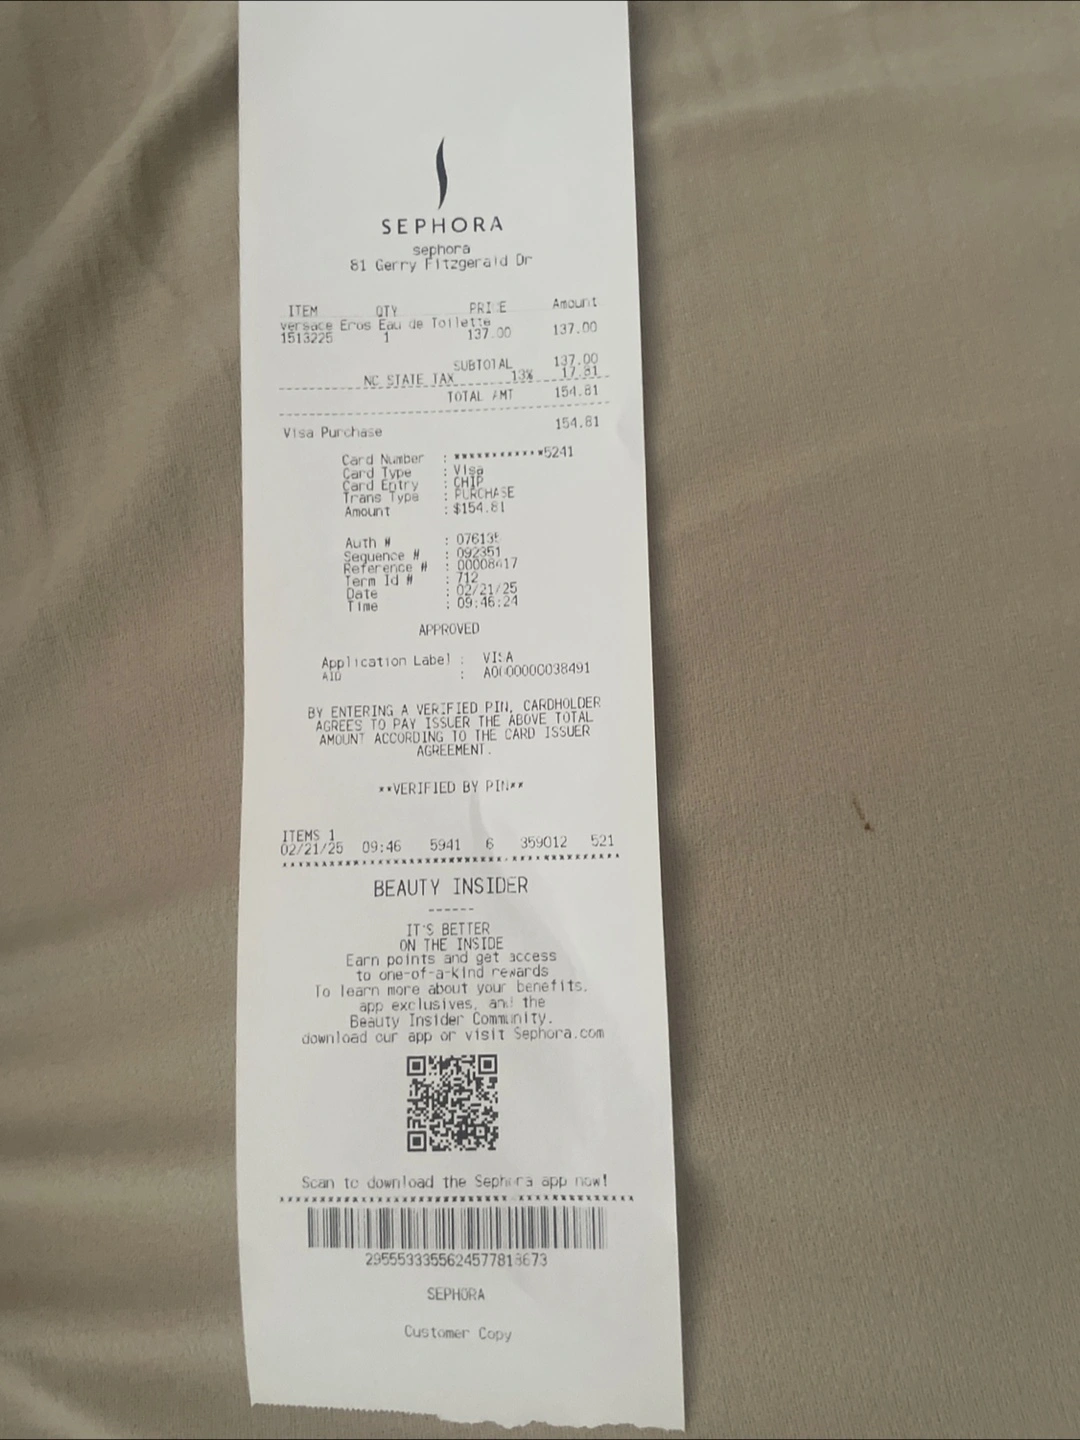 SEPHORA
sephora
81 Gerry Fitzgerald Dr
ITEM QTY PRI E Amount
versace Eros Eau de Toilette
1513225 1 137.00 137.00
SUBTOTAL 137.00
NC STATE TAX 13% 17.81
TOTAL AMT 154.81
Visa Purchase 154.81
Card Number : ***********5241
Card Type : Visa
Card Entry : CHIP
Trans Type : PURCHASE
Amount : $154.81
Auth # : 076135
Sequence # : 092351
Reference # : 00008417
Term Id # : 712
Date : 02/21/25
Time : 09:46:24
APPROVED
Application Label : VISA
AID : A0000000038491
BY ENTERING A VERIFIED PIN, CARDHOLDER
AGREES TO PAY ISSUER THE ABOVE TOTAL
AMOUNT ACCORDING TO THE CARD ISSUER
AGREEMENT.
**VERIFIED BY PIN**
ITEMS 1
02/21/25 09:46 5941 6 359012 521
BEAUTY INSIDER
------
IT'S BETTER
ON THE INSIDE
Earn points and get access
to one-of-a-kind rewards
To learn more about your benefits,
app exclusives, and the
Beauty Insider Community.
download our app or visit Sephora.com
Scan to download the Sephora app now!
2955533355624577818673
SEPHORA
Customer Copy